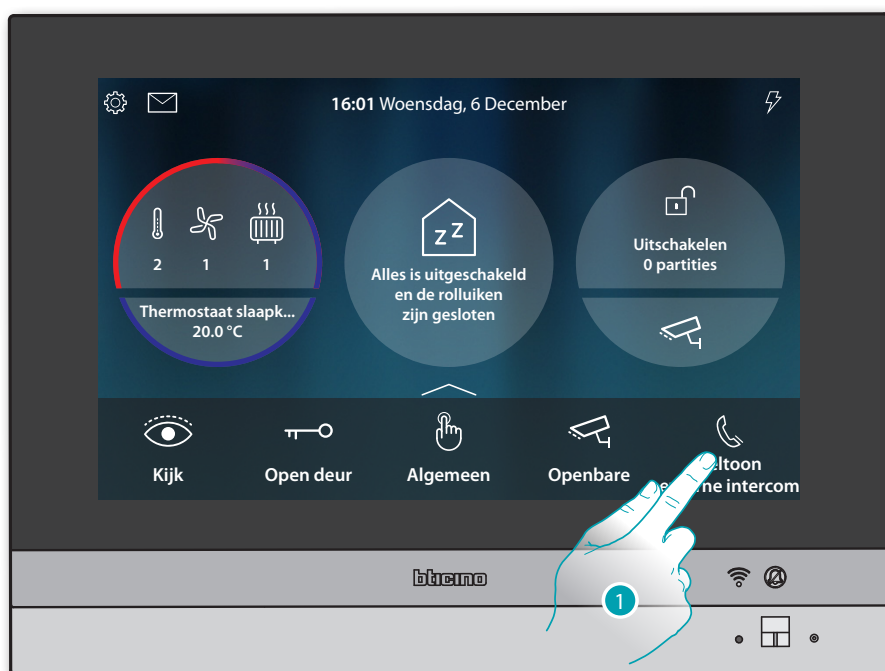 16:01 Woensdag, 6 December
2 1 1
Thermostaat slaapk...
20.0 °C
Alles is uitgeschakeld
en de rolluiken
zijn gesloten
Uitschakelen
0 partities
Kijk
Open deur
Algemeen
Openbare
intercom
bticino
1